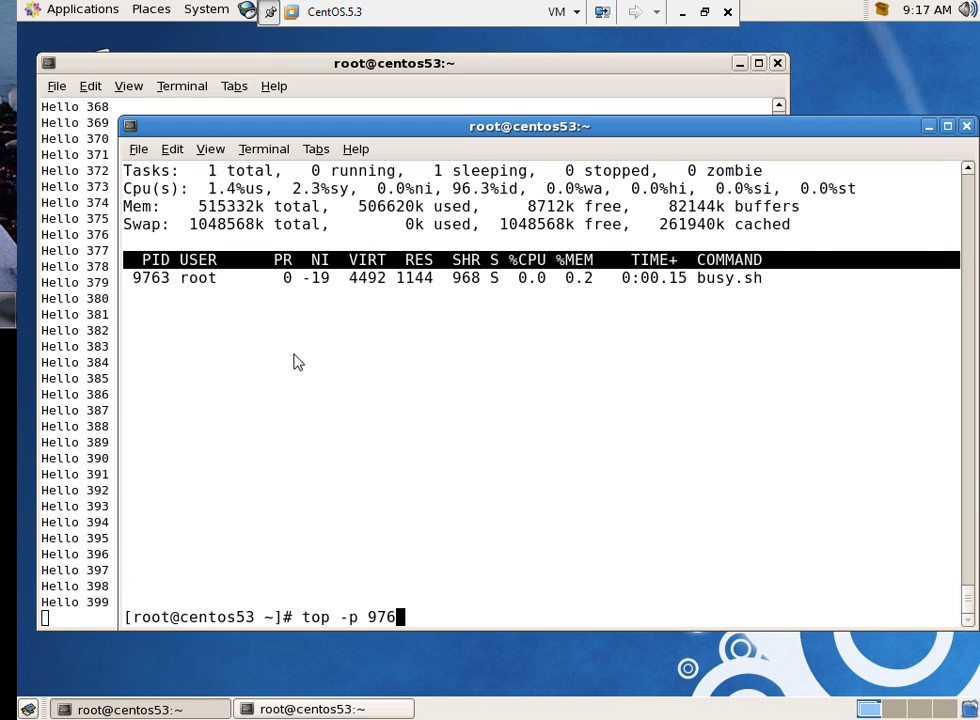 Applications Places System CentOS.5.3 VM 9:17 AM
root@centos53:~
File Edit View Terminal Tabs Help
Hello 368
Hello 369
Hello 370
Hello 371
Hello 372
Hello 373
Hello 374
Hello 375
Hello 376
Hello 377
Hello 378
Hello 379
Hello 380
Hello 381
Hello 382
Hello 383
Hello 384
Hello 385
Hello 386
Hello 387
Hello 388
Hello 389
Hello 390
Hello 391
Hello 392
Hello 393
Hello 394
Hello 395
Hello 396
Hello 397
Hello 398
Hello 399
root@centos53:~
File Edit View Terminal Tabs Help
Tasks:   1 total,   0 running,   1 sleeping,   0 stopped,   0 zombie
Cpu(s):  1.4%us,  2.3%sy,  0.0%ni, 96.3%id,  0.0%wa,  0.0%hi,  0.0%si,  0.0%st
Mem:    515332k total,   506620k used,     8712k free,    82144k buffers
Swap:  1048568k total,        0k used,  1048568k free,   261940k cached
PID USER      PR  NI  VIRT  RES  SHR S %CPU %MEM    TIME+  COMMAND
9763 root       0 -19  4492 1144  968 S  0.0  0.2   0:00.15 busy.sh
[root@centos53 ~]# top -p 976
root@centos53:~ root@centos53:~